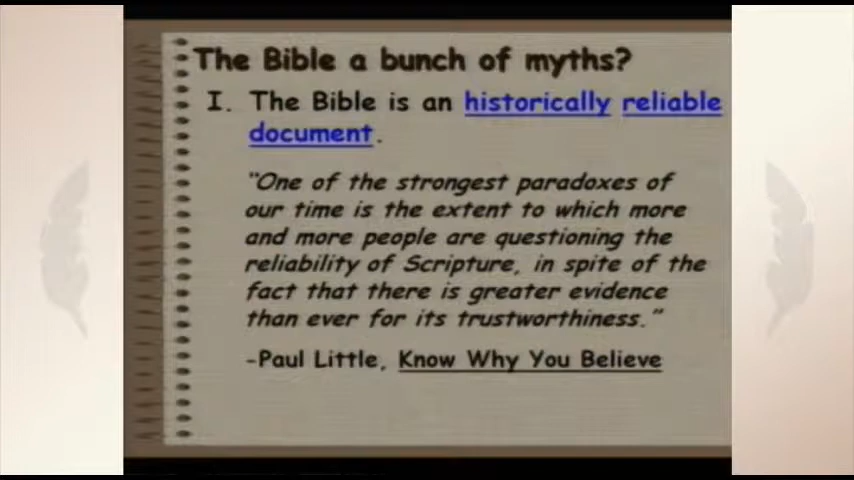 The Bible a bunch of myths?
I. The Bible is an historically reliable
document.
"One of the strongest paradoxes of
our time is the extent to which more
and more people are questioning the
reliability of Scripture, in spite of the
fact that there is greater evidence
than ever for its trustworthiness."
-Paul Little, Know Why You Believe